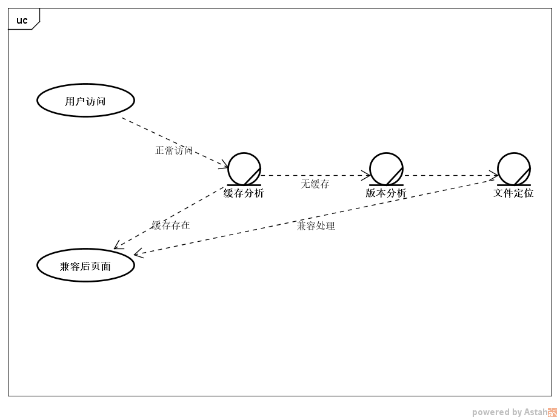 uc
用户访问
正常访问
缓存分析
无缓存
版本分析
文件定位
缓存存在
兼容处理
兼容后页面
powered by Astah